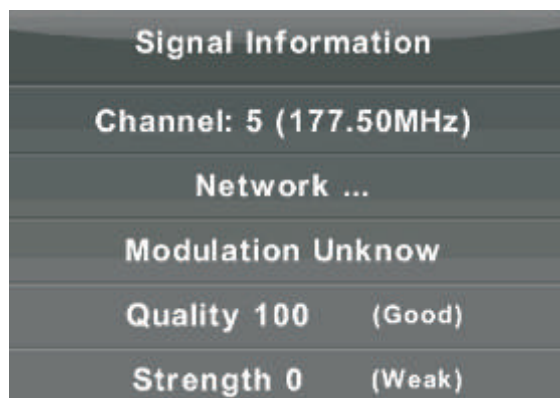 Signal Information
Channel: 5 (177.50MHz)
Network ...
Modulation Unknow
Quality 100 (Good)
Strength 0 (Weak)